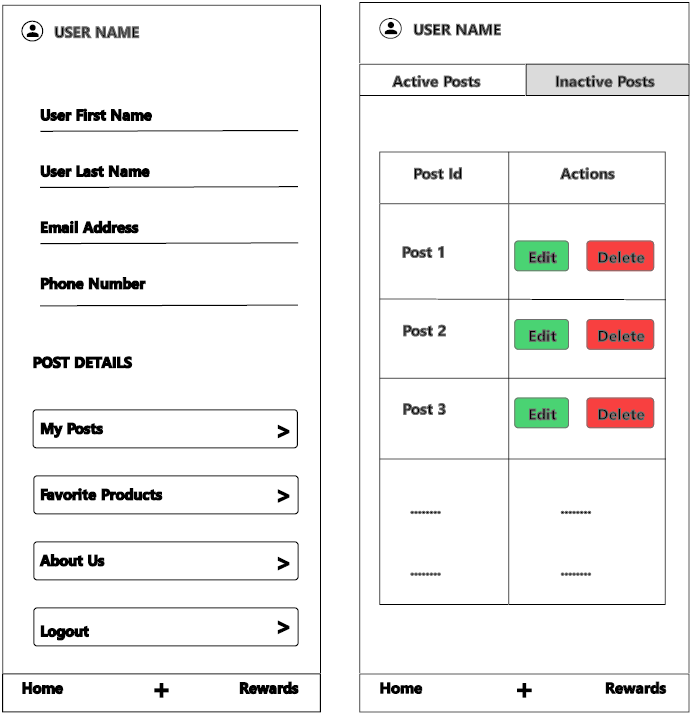 USER NAME
User First Name
User Last Name
Email Address
Phone Number
POST DETAILS
My Posts >
Favorite Products >
About Us >
Logout >
Home + Rewards
USER NAME
Active Posts Inactive Posts
Post Id Actions
Post 1 Edit Delete
Post 2 Edit Delete
Post 3 Edit Delete
........ ........
........ ........
Home + Rewards